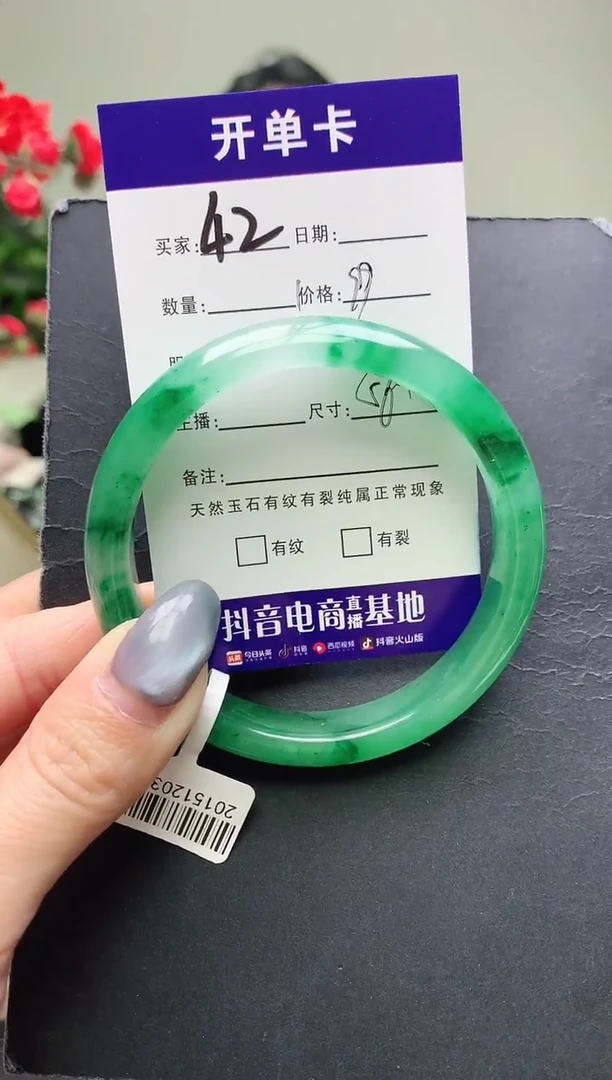 开单卡
买家: 42 日期:
数量: 价格:
主播: 尺寸:
备注:
天然玉石有纹有裂纯属正常现象
有纹 有裂
抖音电商直播基地
头条 今日头条 抖音 西瓜视频 抖音火山版
20151203